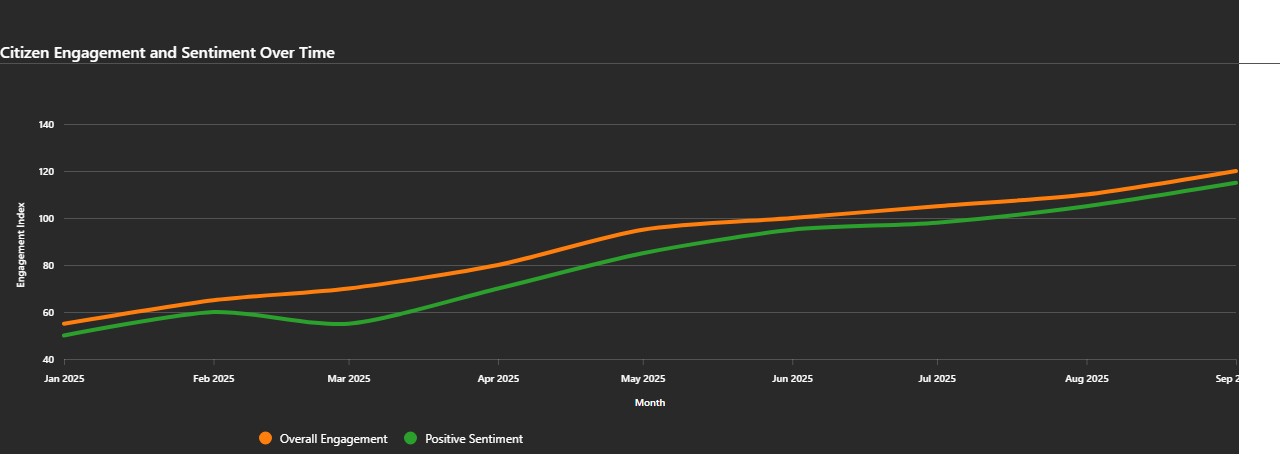 Citizen Engagement and Sentiment Over Time
140
120
100
80
60
40
Engagement Index
Jan 2025 Feb 2025 Mar 2025 Apr 2025 May 2025 Jun 2025 Jul 2025 Aug 2025 Sep
Month
Overall Engagement Positive Sentiment